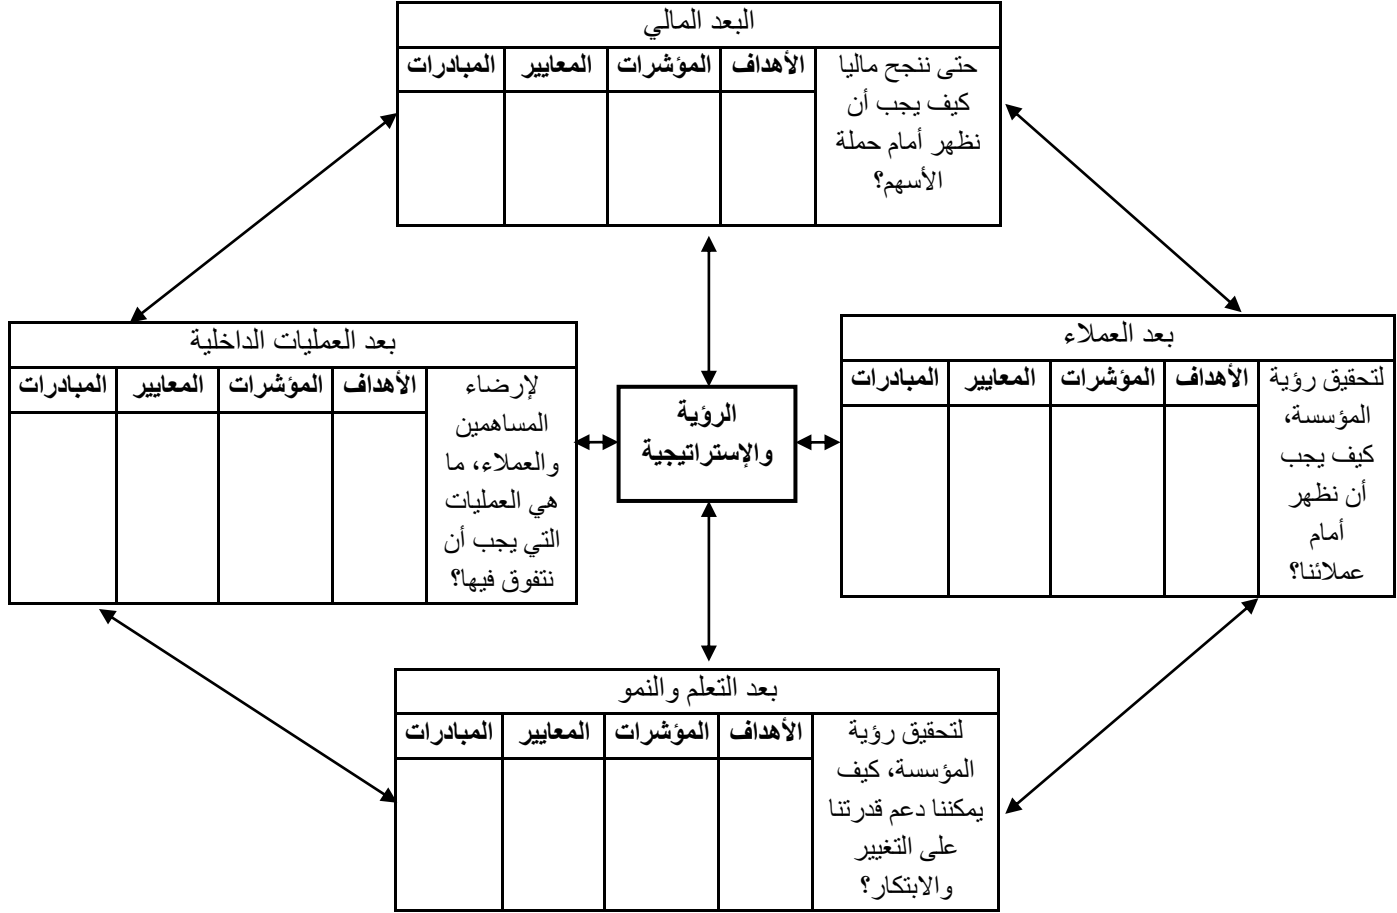 البعد المالي
حتى ننجح ماليا
كيف يجب أن
نظهر أمام حملة
الأسهم؟
الأهداف
المؤشرات
المعايير
المبادرات
بعد العملاء
لتحقيق رؤية
المؤسسة،
كيف يجب
أن نظهر
أمام
عملائنا؟
الأهداف
المؤشرات
المعايير
المبادرات
الرؤية
والإستراتيجية
بعد العمليات الداخلية
لإرضاء
المساهمين
والعملاء، ما
هي العمليات
التي يجب أن
نتفوق فيها؟
الأهداف
المؤشرات
المعايير
المبادرات
بعد التعلم والنمو
لتحقيق رؤية
المؤسسة، كيف
يمكننا دعم قدرتنا
على التغيير
والابتكار؟
الأهداف
المؤشرات
المعايير
المبادرات